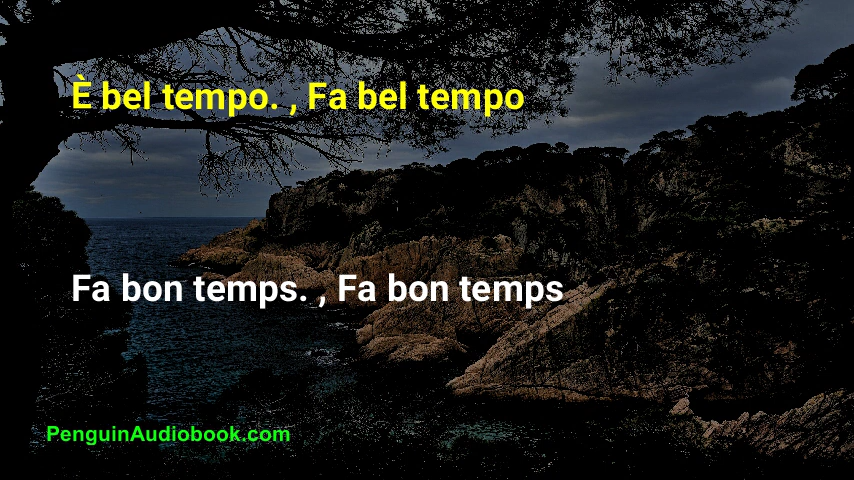 È bel tempo. , Fa bel tempo
Fa bon temps. , Fa bon temps
PenguinAudiobook.com